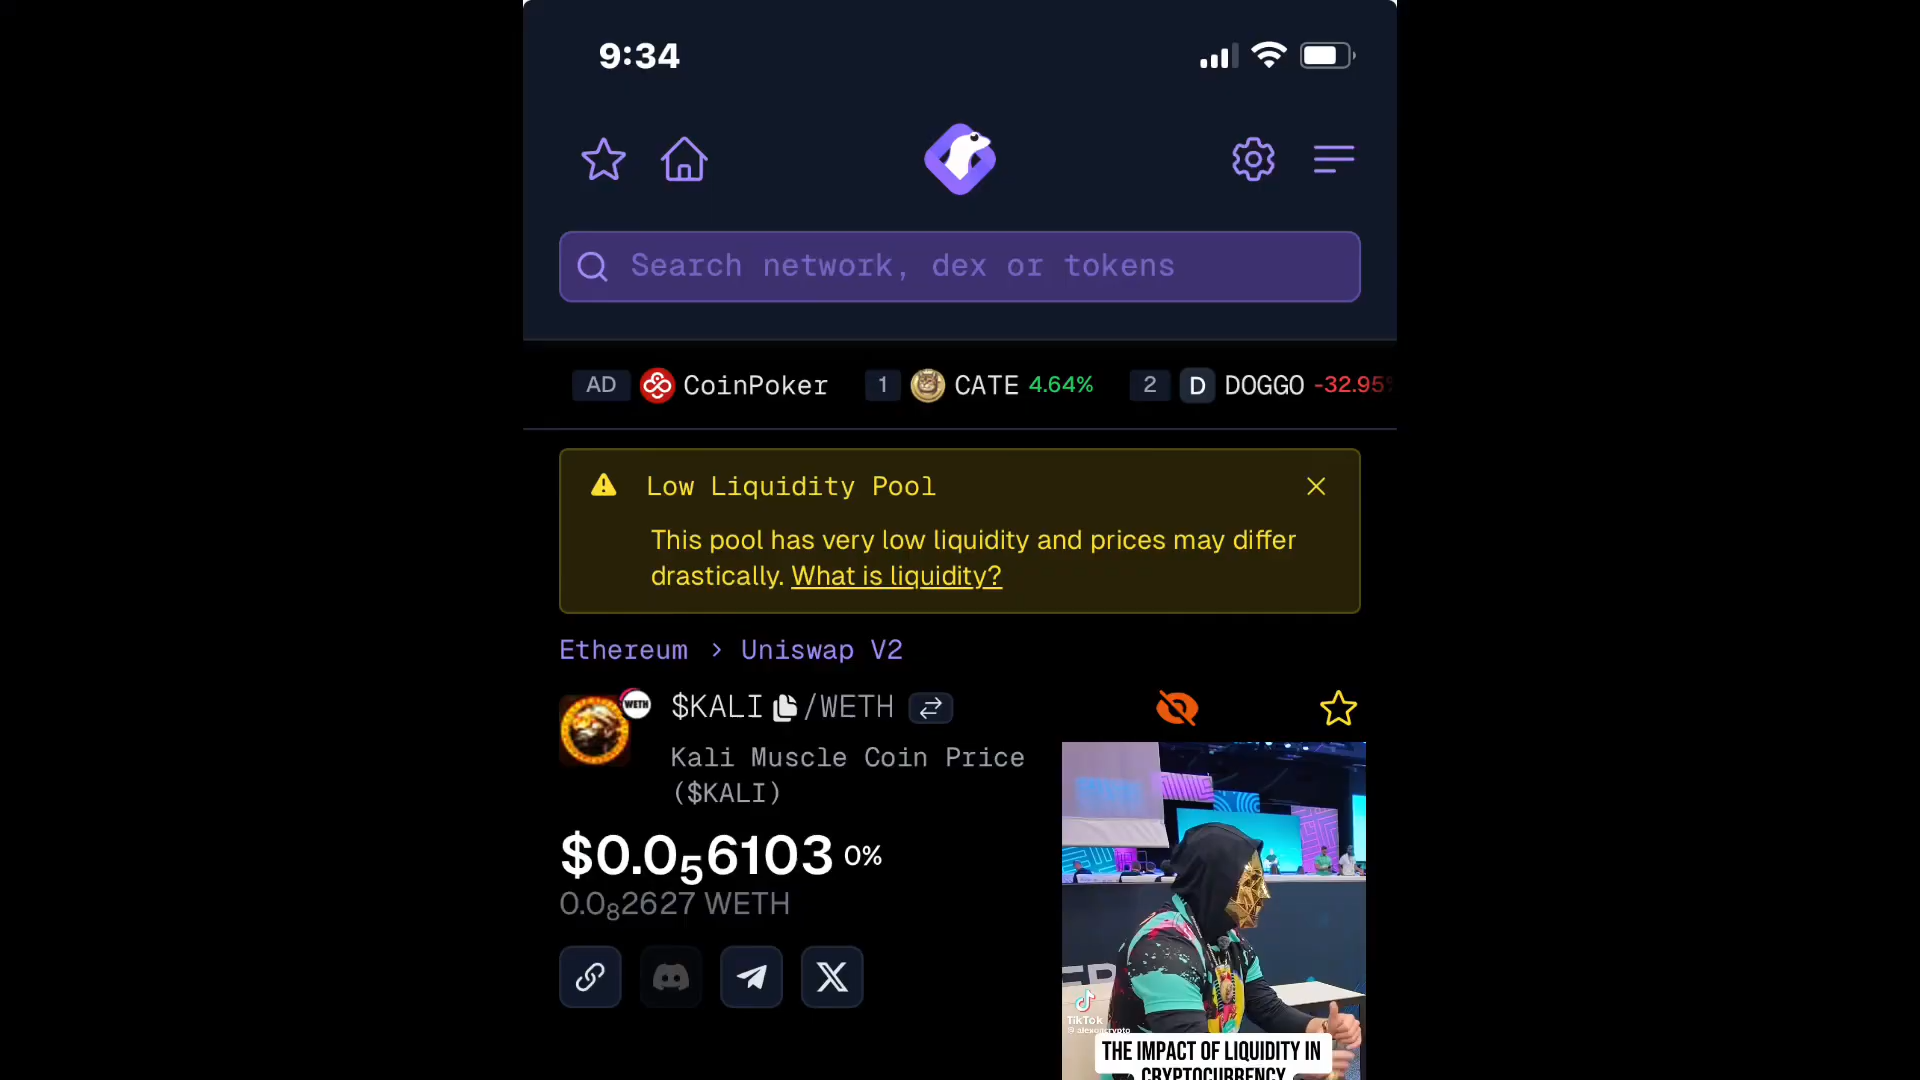 9:34
Search network, dex or tokens
AD CoinPoker 1 CATE 4.64% 2 D DOGGO -32.95%
Low Liquidity Pool
This pool has very low liquidity and prices may differ
drastically. What is liquidity?
Ethereum > Uniswap V2
WETH $KALI /WETH
Kali Muscle Coin Price
($KALI)
$0.0₅6103 0%
0.0₈2627 WETH
TikTok
THE IMPACT OF LIQUIDITY IN
CRYPTOCURRENCY